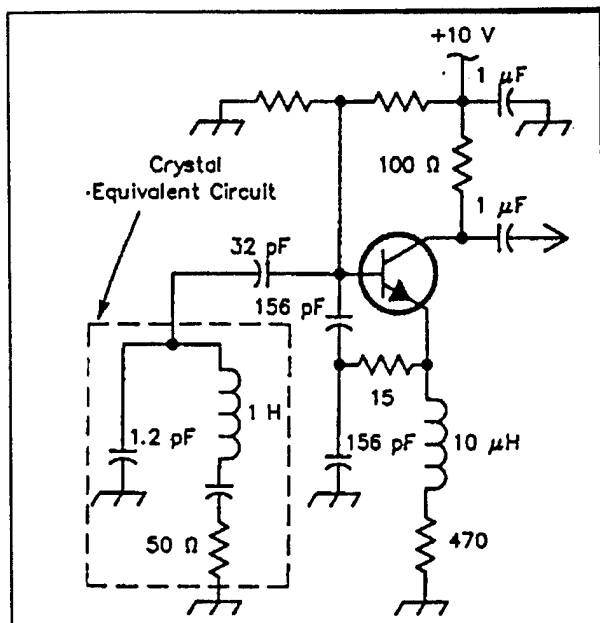 +10 V
1 µF
Crystal
Equivalent Circuit
100 Ω
1 µF
32 pF
156 pF
1 H
1.2 pF
15
156 pF
10 µH
50 Ω
470